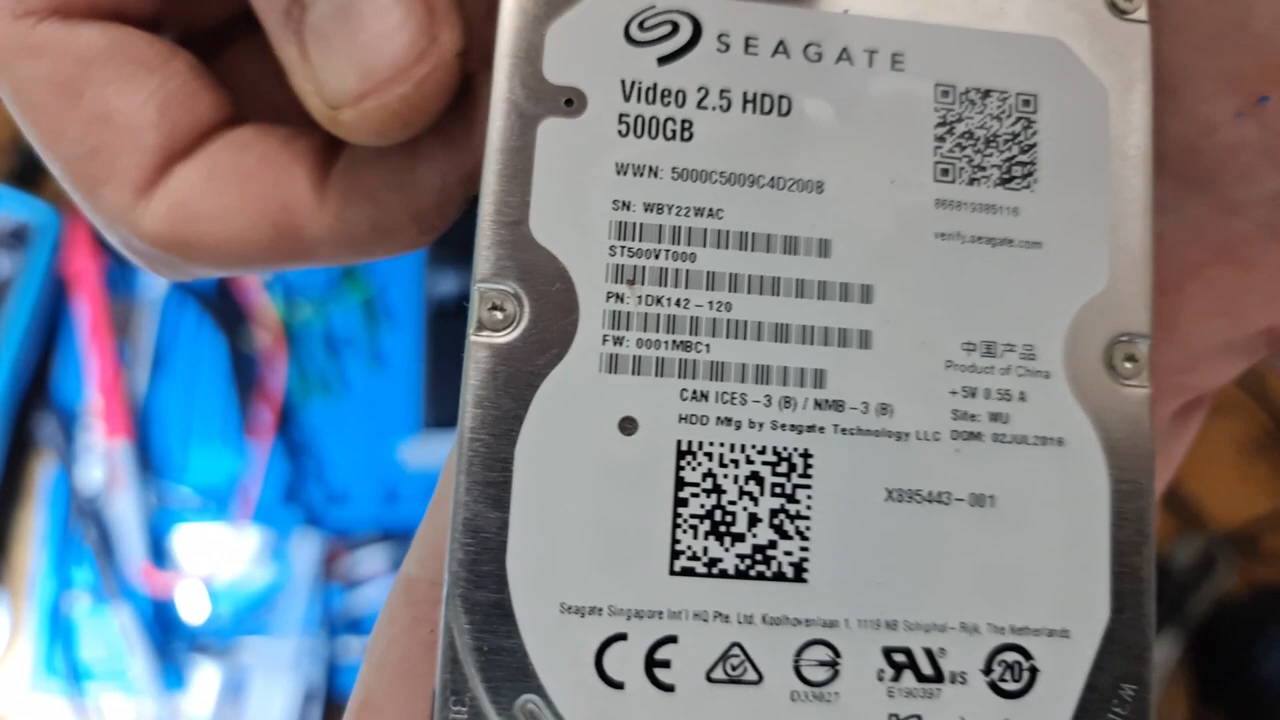 SEAGATE
Video 2.5 HDD
500GB
WWN: 5000C5009C4D2008
866819385116
SN: WBY22WAC
verify.seagate.com
ST500VT000
PN: 1DK142-120
FW: 0001MBC1
中国产品
Product of China
+5V 0.55 A
CAN ICES-3 (B) / NMB-3 (B)
Site: WU
HDD Mfg by Seagate Technology LLC
DOM: 02JUL2016
X895443-001
Seagate Singapore Int'l HQ Pte. Ltd. Koolhovenlaan 1, 1119 NB Schiphol-Rijk, The Netherlands
CE
D33027
c RU us
E190397
20